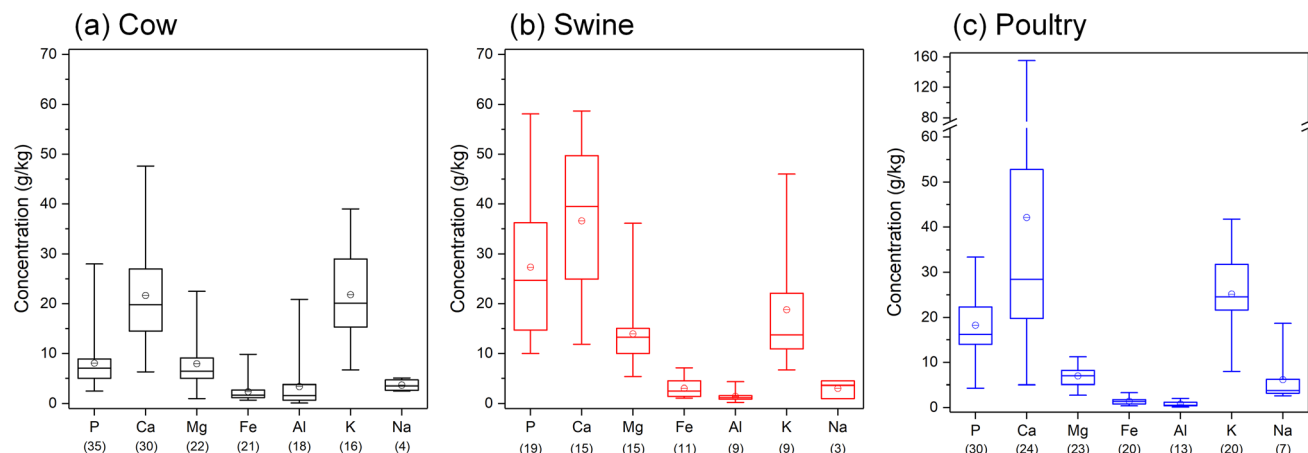 (a) Cow
Concentration (g/kg)
70
60
50
40
30
20
10
0
P Ca Mg Fe Al K Na
(35) (30) (22) (21) (18) (16) (4)
(b) Swine
Concentration (g/kg)
70
60
50
40
30
20
10
0
P Ca Mg Fe Al K Na
(19) (15) (15) (11) (9) (9) (3)
(c) Poultry
Concentration (g/kg)
160
120
80
60
50
40
30
20
10
0
P Ca Mg Fe Al K Na
(30) (24) (23) (20) (13) (20) (7)